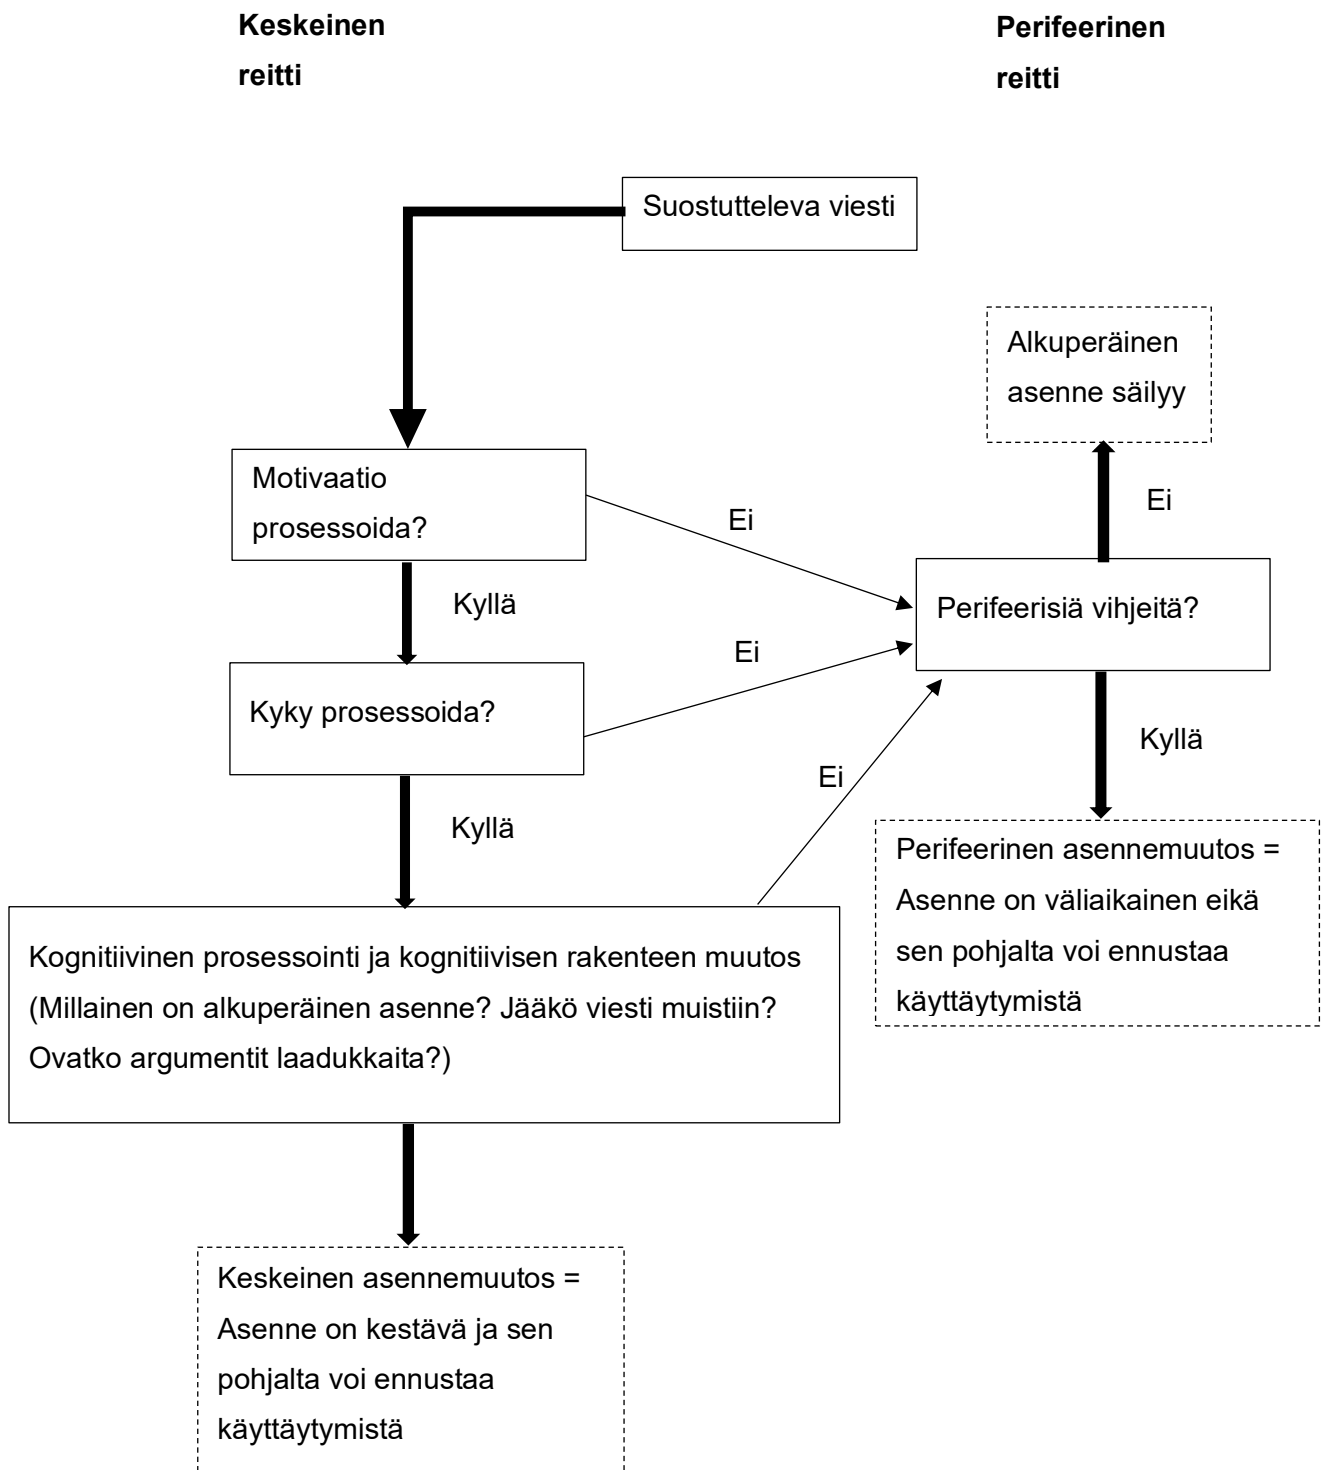 Keskeinen
reitti
Perifeerinen
reitti
Suostutteleva viesti
Alkuperäinen
asenne säilyy
Motivaatio
prosessoida?
Ei
Ei
Kyllä
Perifeerisiä vihjeitä?
Ei
Kyky prosessoida?
Kyllä
Ei
Kyllä
Perifeerinen asennemuutos =
Asenne on väliaikainen eikä
sen pohjalta voi ennustaa
käyttäytymistä
Kognitiivinen prosessointi ja kognitiivisen rakenteen muutos
(Millainen on alkuperäinen asenne? Jääkö viesti muistiin?
Ovatko argumentit laadukkaita?)
Keskeinen asennemuutos =
Asenne on kestävä ja sen
pohjalta voi ennustaa
käyttäytymistä